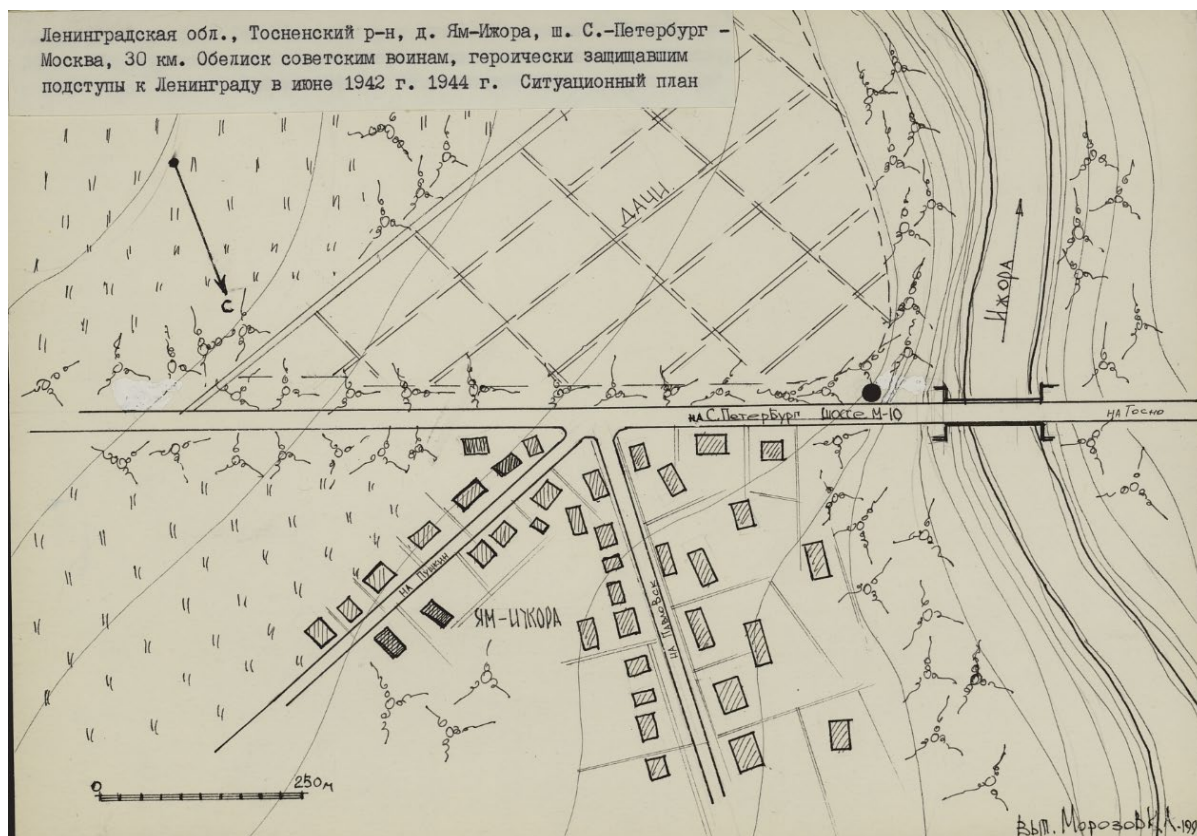 Ленинградская обл., Тосненский р-н, д. Ям-Ижора, ш. С.-Петербург -
Москва, 30 км. Обелиск советским воинам, героически защищавшим
подступы к Ленинграду в июне 1942 г. 1944 г. Ситуационный план
С
ДАЧИ
ИЖОРА
на С.Петербург шоссе М-10
на Тосно
на Пушкин
на Павловск
ЯМ-ИЖОРА
0
250м
Вып. Морозов К.А.